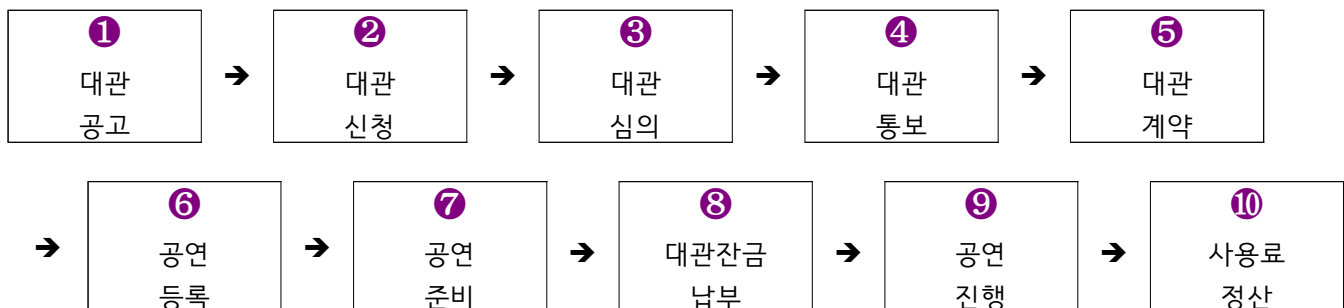 ❶
대관
공고
➔
❷
대관
신청
➔
❸
대관
심의
➔
❹
대관
통보
➔
❺
대관
계약
➔
❻
공연
등록
➔
❼
공연
준비
➔
❽
대관잔금
납부
➔
❾
공연
진행
➔
❿
사용료
정산